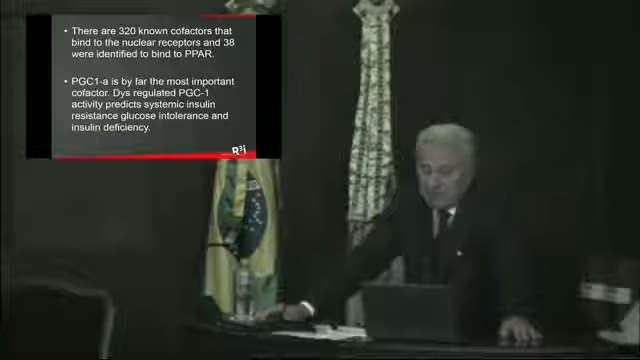 • There are 320 known cofactors that
bind to the nuclear receptors and 38
were identified to bind to PPAR.
• PGC1-a is by far the most important
cofactor. Dys regulated PGC-1
activity predicts systemic insulin
resistance glucose intolerance and
insulin deficiency.
R³i